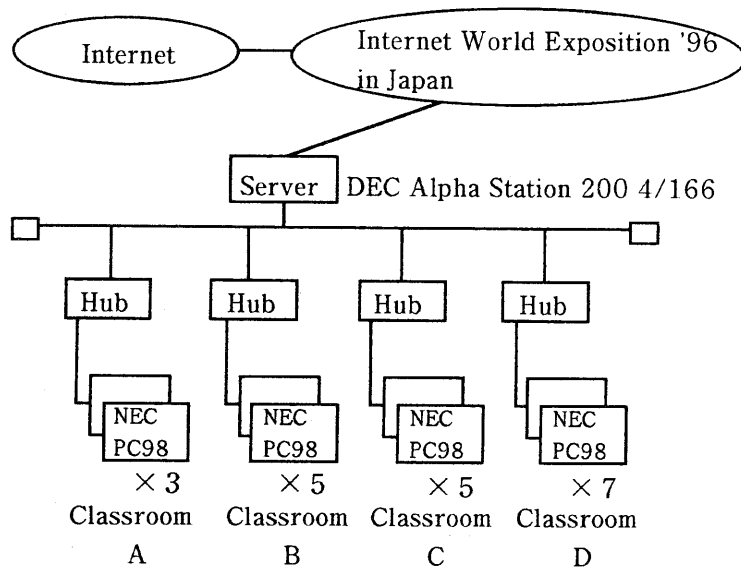 Internet
Internet World Exposition '96
in Japan
Server
DEC Alpha Station 200 4/166
Hub
Hub
Hub
Hub
NEC
PC98
NEC
PC98
NEC
PC98
NEC
PC98
×3
×5
×5
×7
Classroom
Classroom
Classroom
Classroom
A
B
C
D